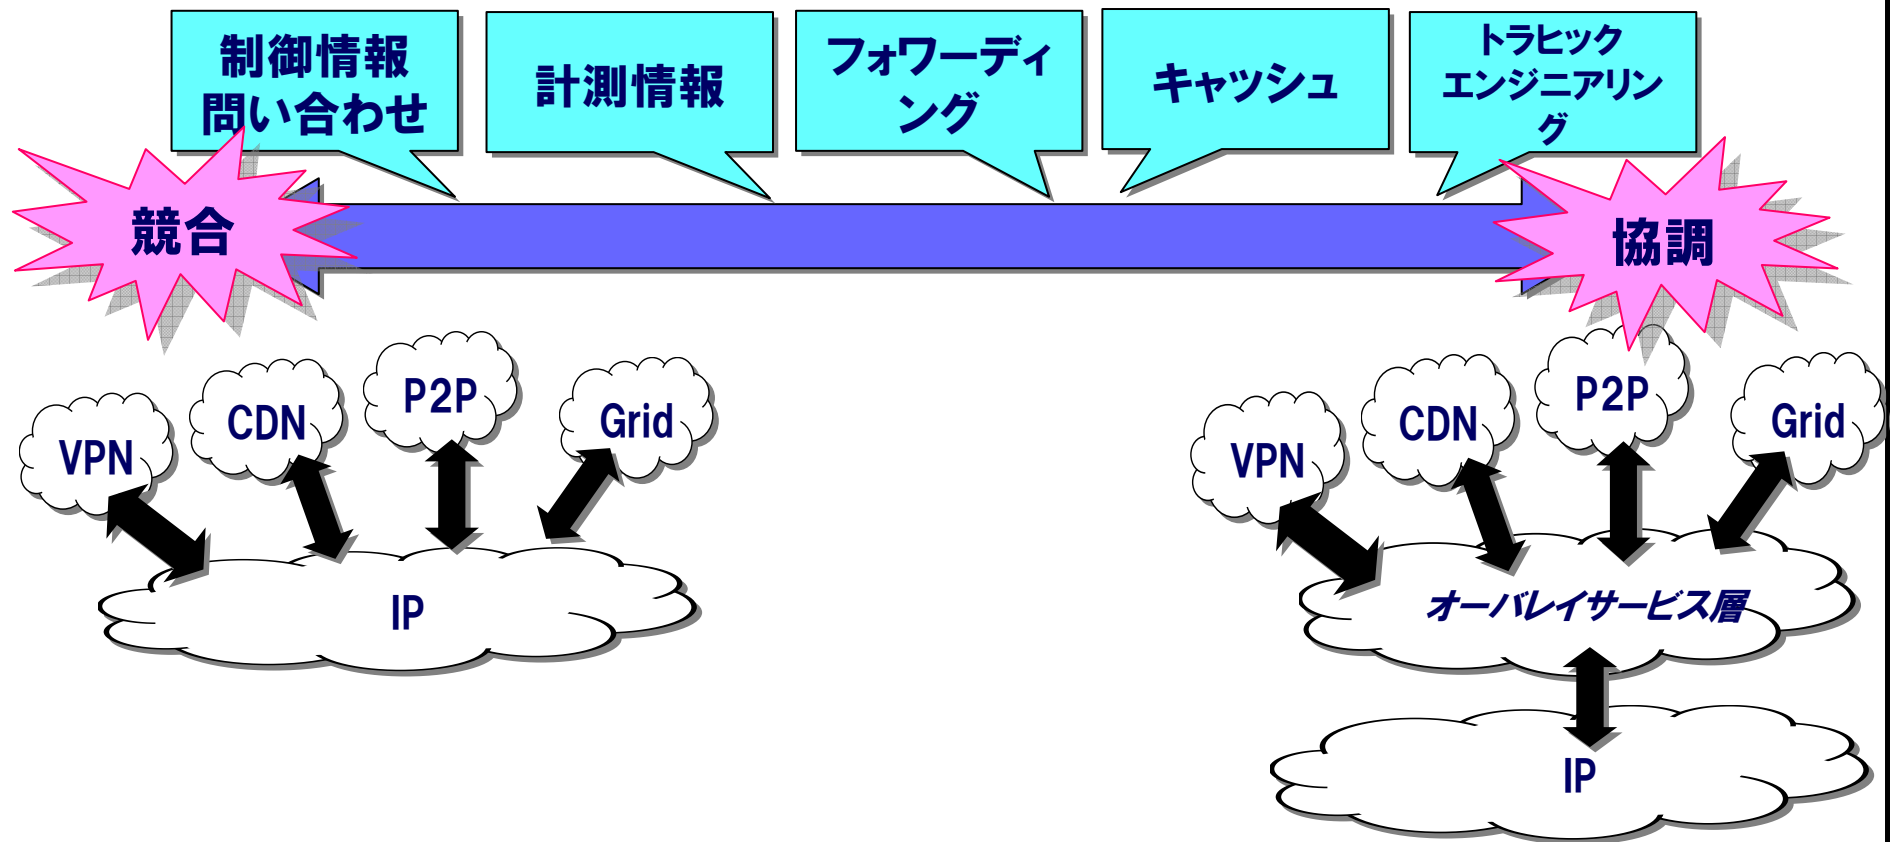 制御情報
問い合わせ
計測情報
フォワーディ
ング
キャッシュ
トラヒック
エンジニアリン
グ
競合
協調
VPN
CDN
P2P
Grid
IP
VPN
CDN
P2P
Grid
オーバレイサービス層
IP